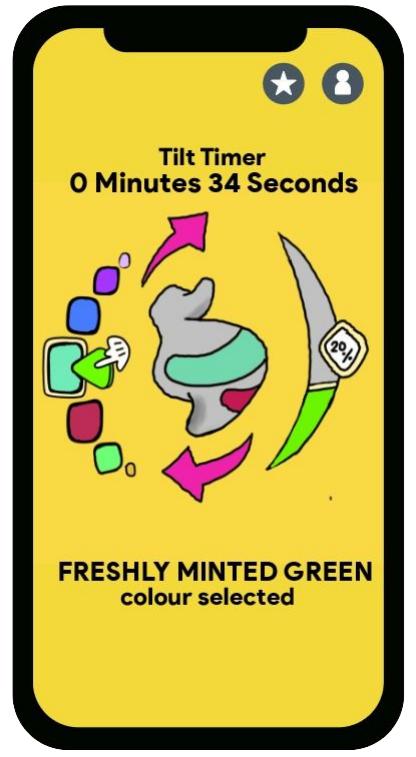 Tilt Timer
0 Minutes 34 Seconds
20%
FRESHLY MINTED GREEN
colour selected